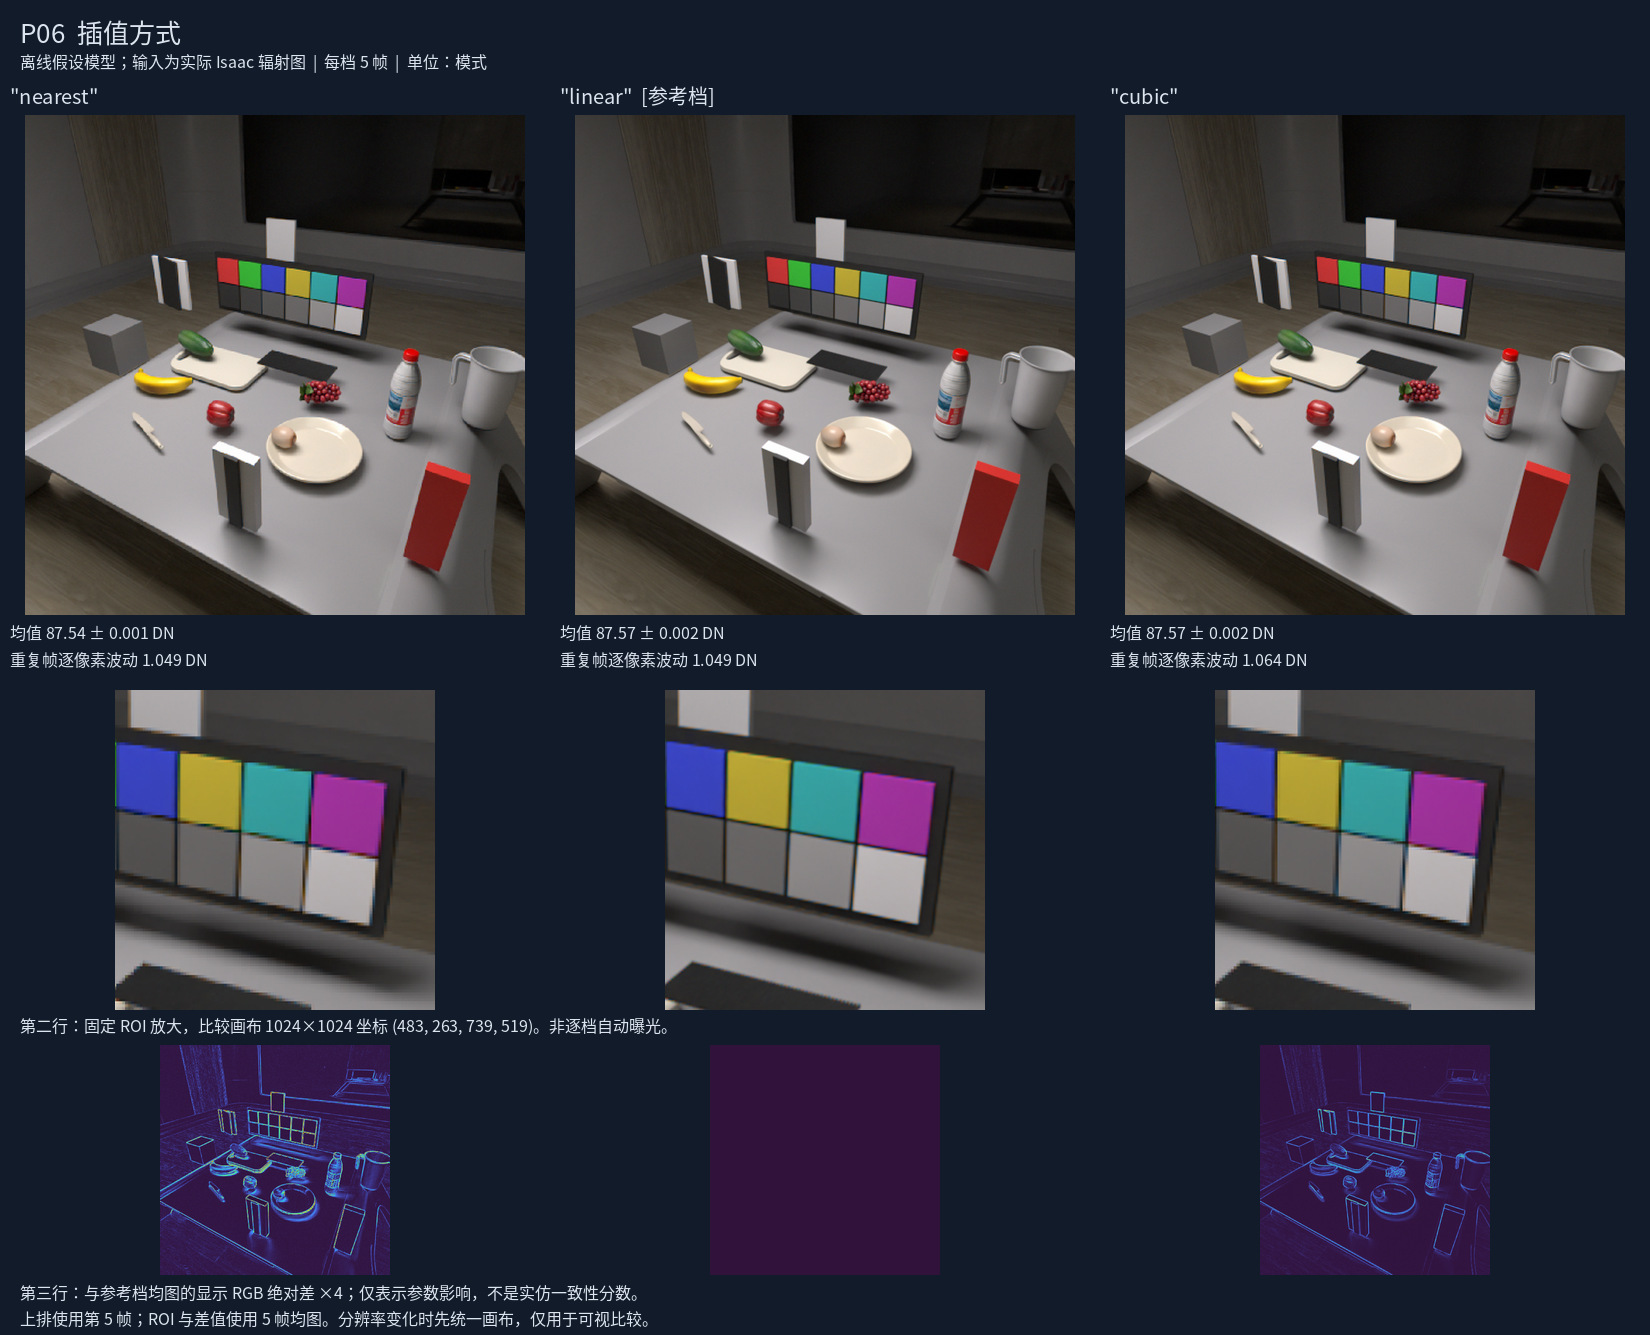 P06 插值方式
离线假设模型；输入为实际 Isaac 辐射图 | 每档 5 帧 | 单位：模式
"nearest"
"linear" [参考档]
"cubic"
均值 87.54 ± 0.001 DN
重复帧逐像素波动 1.049 DN
均值 87.57 ± 0.002 DN
重复帧逐像素波动 1.049 DN
均值 87.57 ± 0.002 DN
重复帧逐像素波动 1.064 DN
第二行：固定 ROI 放大，比较画布 1024×1024 坐标 (483, 263, 739, 519)。非逐档自动曝光。
第三行：与参考档均图的显示 RGB 绝对差 ×4；仅表示参数影响，不是实仿一致性分数。
上排使用第 5 帧；ROI 与差值使用 5 帧均图。分辨率变化时先统一画布，仅用于可视比较。